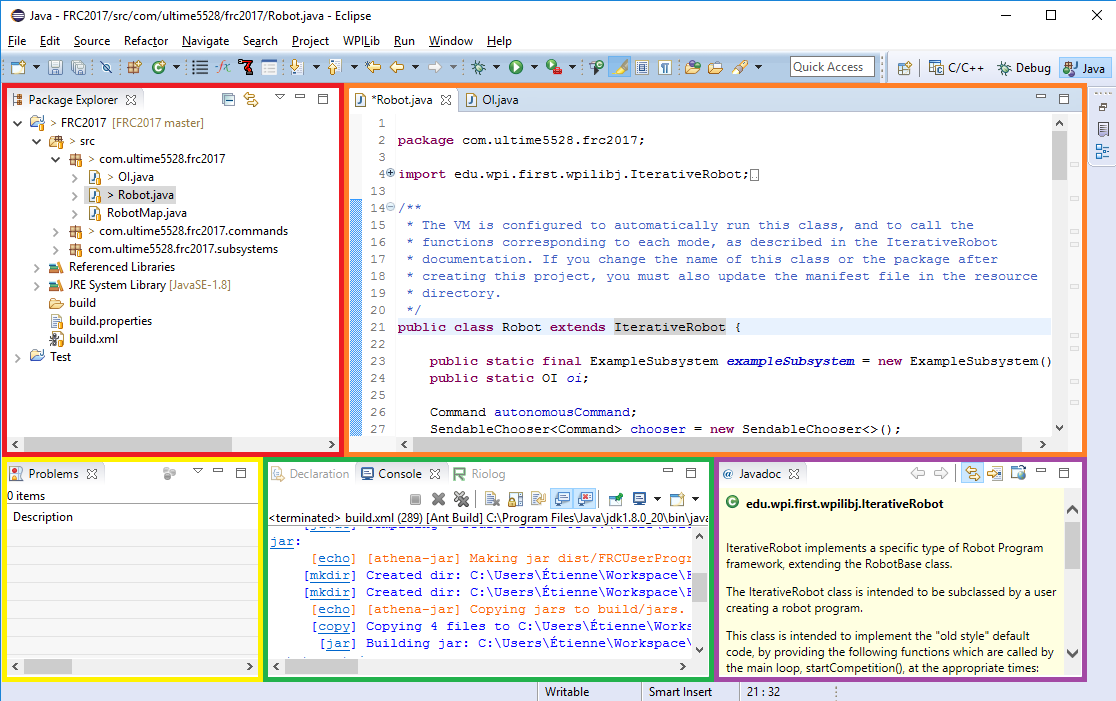 Java - FRC2017/src/com/ultime5528/frc2017/Robot.java - Eclipse
File Edit Source Refactor Navigate Search Project WPILib Run Window Help
Quick Access C/C++ Debug Java
Package Explorer
> FRC2017 [FRC2017 master]
> src
> com.ultime5528.frc2017
> OI.java
> Robot.java
RobotMap.java
> com.ultime5528.frc2017.commands
com.ultime5528.frc2017.subsystems
Referenced Libraries
JRE System Library [JavaSE-1.8]
build
build.properties
build.xml
Test
*Robot.java OI.java
1
2 package com.ultime5528.frc2017;
3
4 import edu.wpi.first.wpilibj.IterativeRobot;
13
14 /**
15 * The VM is configured to automatically run this class, and to call the
16 * functions corresponding to each mode, as described in the IterativeRobot
17 * documentation. If you change the name of this class or the package after
18 * creating this project, you must also update the manifest file in the resource
19 * directory.
20 */
21 public class Robot extends IterativeRobot {
22
23 public static final ExampleSubsystem exampleSubsystem = new ExampleSubsystem()
24 public static OI oi;
25
26 Command autonomousCommand;
27 SendableChooser<Command> chooser = new SendableChooser<>();
Problems
0 items
Description
Declaration Console Riolog
<terminated> build.xml (289) [Ant Build] C:\Program Files\Java\jdk1.8.0_20\bin\java
jar:
[echo] [athena-jar] Making jar dist/FRCUserProgr
[mkdir] Created dir: C:\Users\Étienne\Workspace\F
[mkdir] Created dir: C:\Users\Étienne\Workspace\F
[echo] [athena-jar] Copying jars to build/jars.
[copy] Copying 4 files to C:\Users\Étienne\Works
[jar] Building jar: C:\Users\Étienne\Workspace\
@ Javadoc
edu.wpi.first.wpilibj.IterativeRobot
IterativeRobot implements a specific type of Robot Program
framework, extending the RobotBase class.
The IterativeRobot class is intended to be subclassed by a user
creating a robot program.
This class is intended to implement the "old style" default
code, by providing the following functions which are called by
the main loop, startCompetition(), at the appropriate times:
Writable Smart Insert 21 : 32